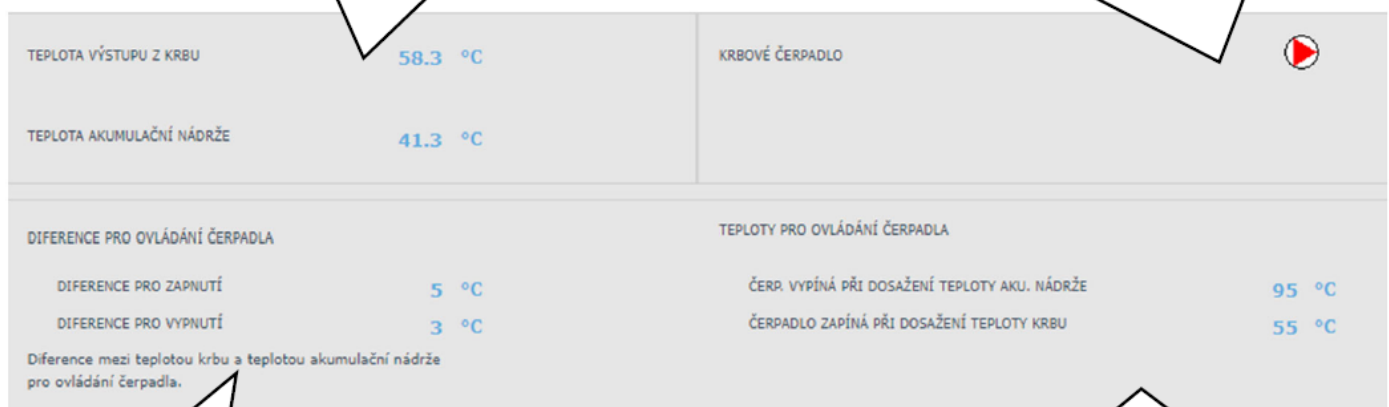 TEPLOTA VÝSTUPU Z KRBU 58.3 °C
KRBOVÉ ČERPADLO
TEPLOTA AKUMULAČNÍ NÁDRŽE 41.3 °C
DIFERENCE PRO OVLÁDÁNÍ ČERPADLA
DIFERENCE PRO ZAPNUTÍ 5 °C
DIFERENCE PRO VYPNUTÍ 3 °C
Diference mezi teplotou krbu a teplotou akumulační nádrže
pro ovládání čerpadla.
TEPLOTY PRO OVLÁDÁNÍ ČERPADLA
ČERP. VYPÍNÁ PŘI DOSAŽENÍ TEPLOTY AKU. NÁDRŽE 95 °C
ČERPADLO ZAPÍNÁ PŘI DOSAŽENÍ TEPLOTY KRBU 55 °C